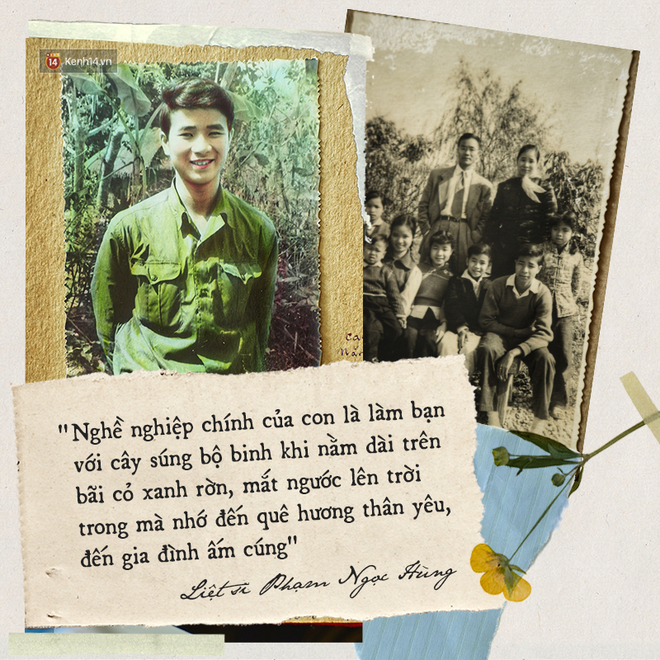 14 Kenh14.vn
"Nghề nghiệp chính của con là làm bạn
với cây súng bộ binh khi nằm dài trên
bãi cỏ xanh rờn, mắt ngước lên trời
trong mà nhớ đến quê hương thân yêu,
đến gia đình ấm cúng"
Liệt sĩ Phạm Ngọc Hùng